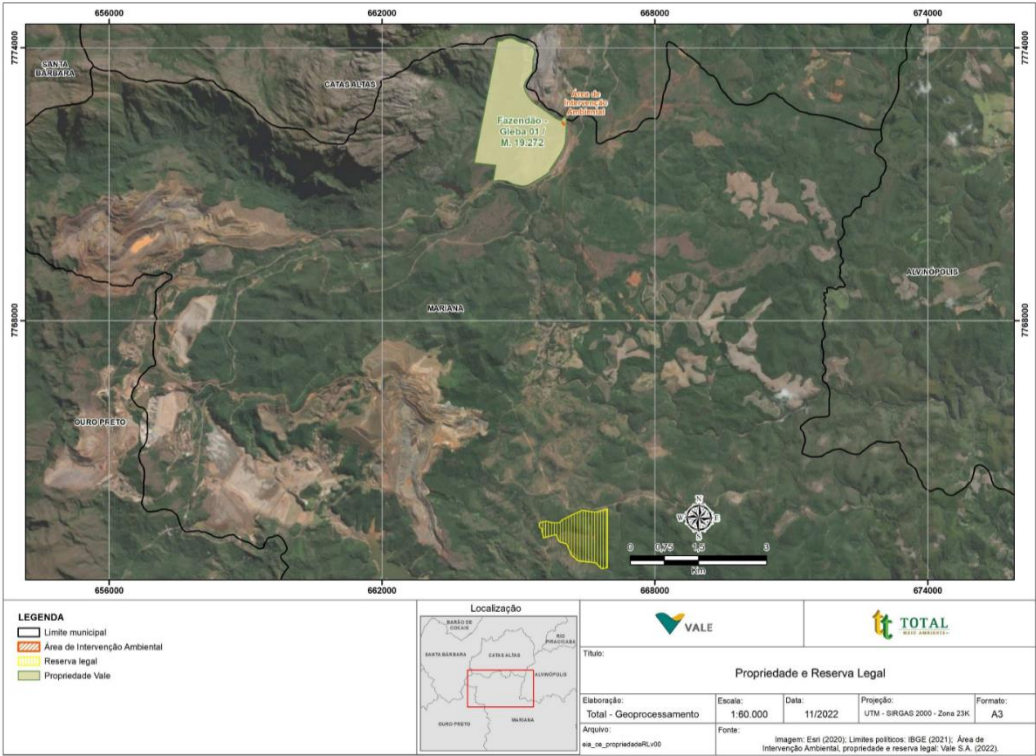 656000
662000
668000
674000
7774000
7774000
SANTA
BÁRBARA
CATAS ALTAS
Área de
Intervenção
Ambiental
Fazendão -
Gleba 01 /
M. 19.272
ALVINÓPOLIS
MARIANA
7768000
7768000
OURO PRETO
N
W
E
S
0 0,75 1,5 3
Km
656000
662000
668000
674000
LEGENDA
Limite municipal
Área de Intervenção Ambiental
Reserva legal
Propriedade Vale
Localização
BARÃO DE
COCAIS
RIO
PIRACICABA
SANTA BÁRBARA
CATAS ALTAS
ALVINÓPOLIS
OURO PRETO
MARIANA
VALE
TOTAL
MEIO AMBIENTE
Título:
Propriedade e Reserva Legal
Elaboração:
Total - Geoprocessamento
Escala:
1:60.000
Data:
11/2022
Projeção:
UTM - SIRGAS 2000 - Zona 23K
Formato:
A3
Arquivo:
Fonte:
Imagem: Esri (2020); Limites políticos: IBGE (2021); Área de
Intervenção Ambiental, propriedade e reserva legal: Vale S.A. (2022).